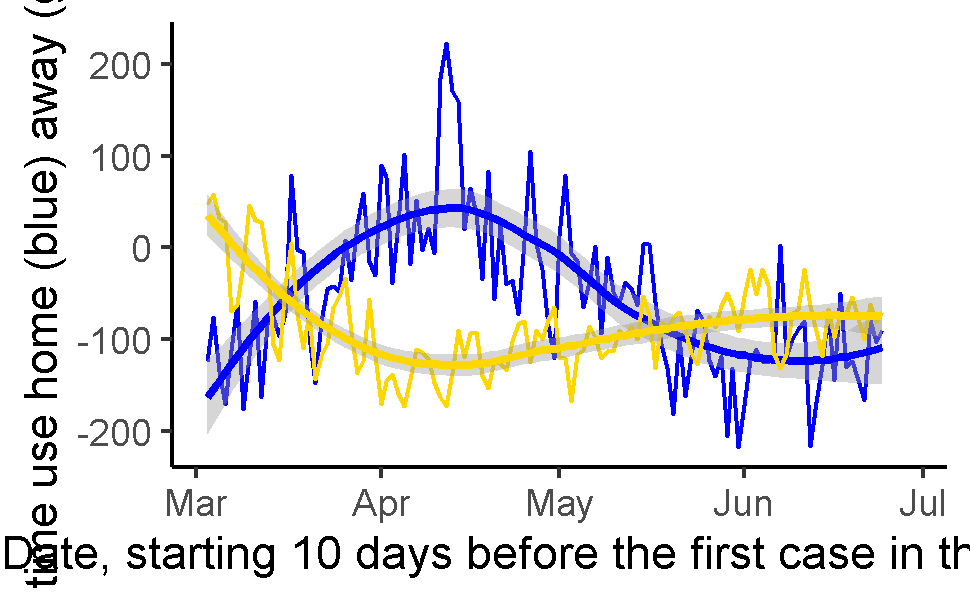 time use home (blue) away (
200
100
0
-100
-200
Mar Apr May Jun Jul
Date, starting 10 days before the first case in th